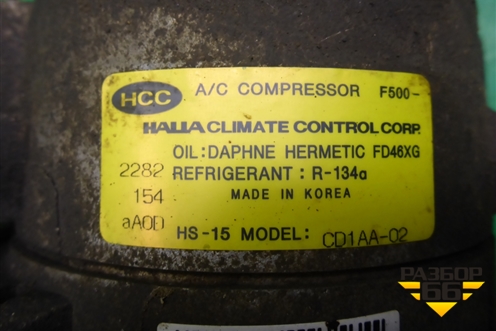 HCC A/C COMPRESSOR F500-
HALLA CLIMATE CONTROL CORP.
OIL: DAPHNE HERMETIC FD46XG
2282 REFRIGERANT : R-134a
154 MADE IN KOREA
aA0D HS-15 MODEL: CD1AA-02
РАЗБОР
66